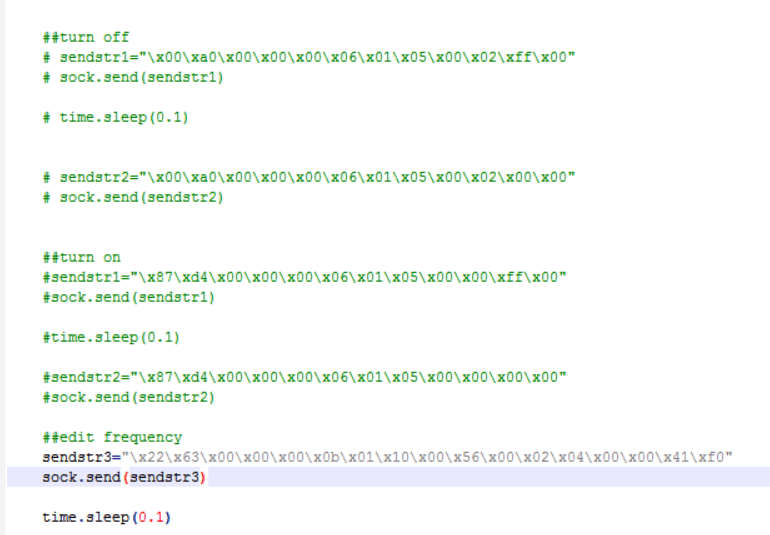 ##turn off
# sendstr1="\x00\xa0\x00\x00\x00\x06\x01\x05\x00\x02\xff\x00"
# sock.send(sendstr1)
# time.sleep(0.1)
# sendstr2="\x00\xa0\x00\x00\x00\x06\x01\x05\x00\x02\x00\x00"
# sock.send(sendstr2)
##turn on
#sendstr1="\x87\xd4\x00\x00\x00\x06\x01\x05\x00\x00\xff\x00"
#sock.send(sendstr1)
#time.sleep(0.1)
#sendstr2="\x87\xd4\x00\x00\x00\x06\x01\x05\x00\x00\x00\x00"
#sock.send(sendstr2)
##edit frequency
sendstr3="\x22\x63\x00\x00\x00\x0b\x01\x10\x00\x56\x00\x02\x04\x00\x00\x41\xf0"
sock.send(sendstr3)
time.sleep(0.1)